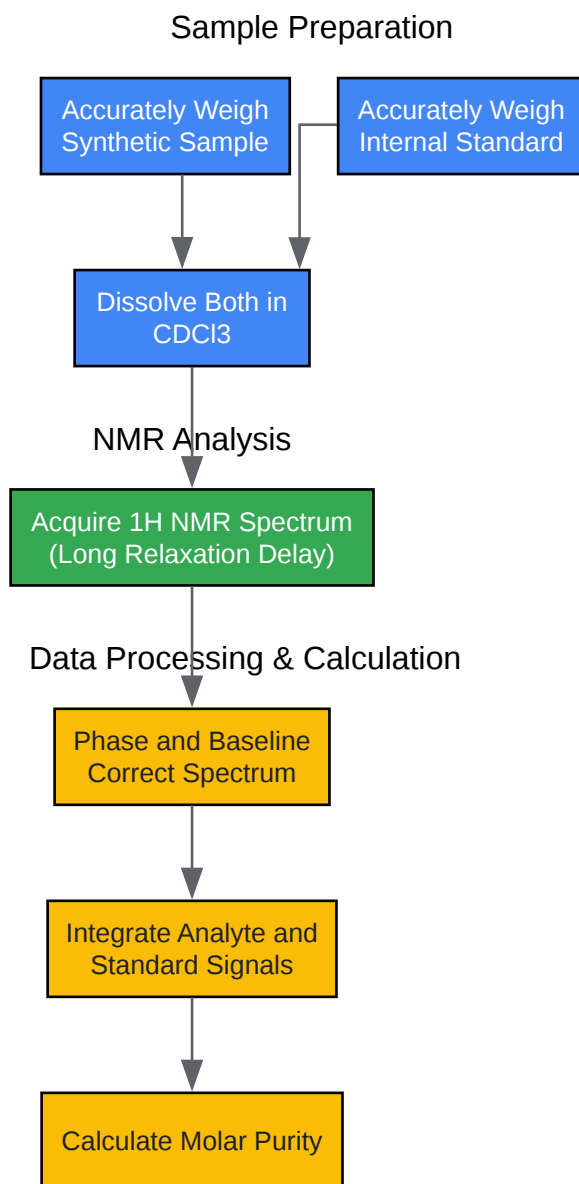 Sample Preparation
Accurately Weigh
Synthetic Sample
Accurately Weigh
Internal Standard
Dissolve Both in
CDCl3
NMR Analysis
Acquire 1H NMR Spectrum
(Long Relaxation Delay)
Data Processing & Calculation
Phase and Baseline
Correct Spectrum
Integrate Analyte and
Standard Signals
Calculate Molar Purity